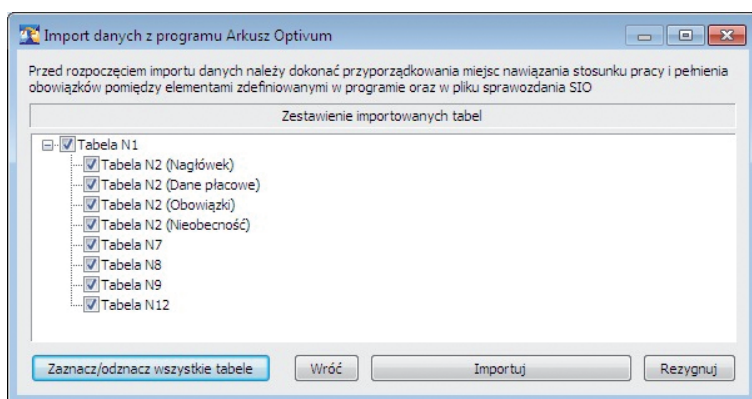 Import danych z programu Arkusz Optivum
Przed rozpoczęciem importu danych należy dokonać przyporządkowania miejsc nawiązania stosunku pracy i pełnienia
obowiązków pomiędzy elementami zdefiniowanymi w programie oraz w pliku sprawozdania SIO
Zestawienie importowanych tabel
Tabela N1
Tabela N2 (Nagłówek)
Tabela N2 (Dane płacowe)
Tabela N2 (Obowiązki)
Tabela N2 (Nieobecność)
Tabela N7
Tabela N8
Tabela N9
Tabela N12
Zaznacz/odznacz wszystkie tabele Wróć Importuj Rezygnuj